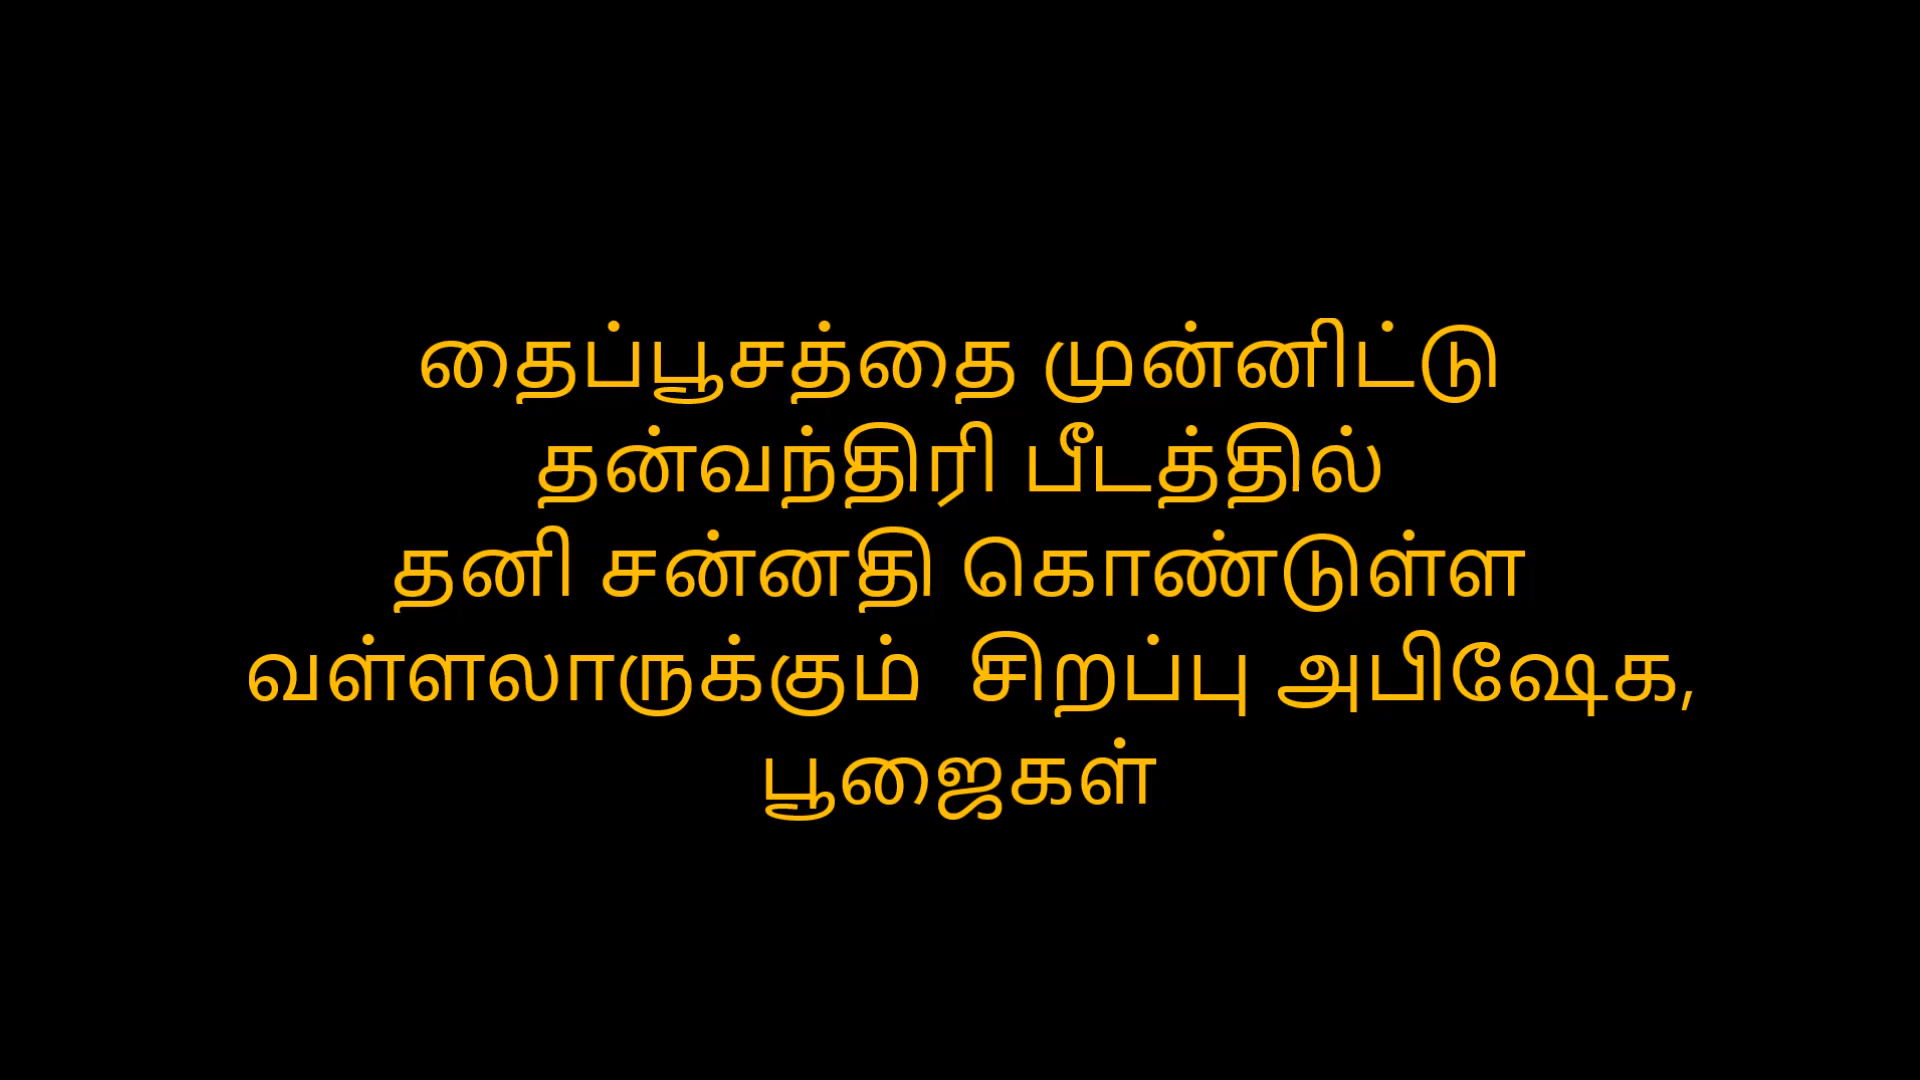 தைப்பூசத்தை முன்னிட்டு
தன்வந்திரி பீடத்தில்
தனி சன்னதி கொண்டுள்ள
வள்ளலாருக்கும் சிறப்பு அபிஷேக,
பூஜைகள்